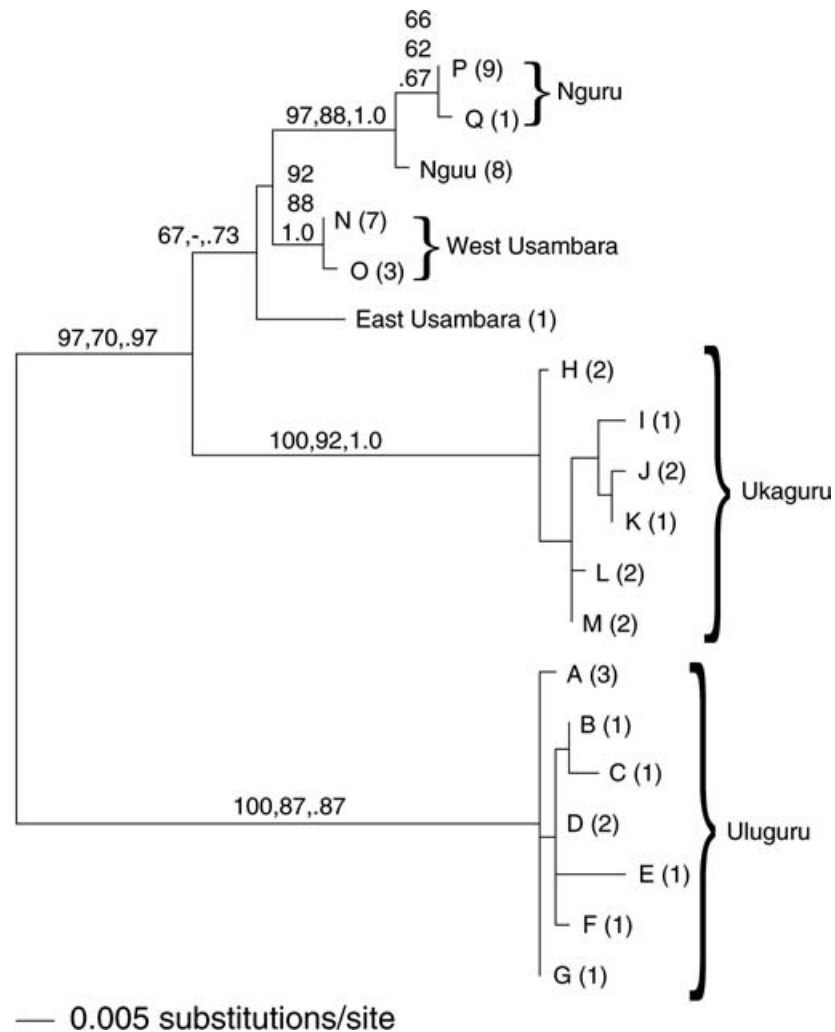 66
62
.67
P (9)
Nguru
Q (1)
97,88,1.0
Nguu (8)
92
88
1.0
N (7)
West Usambara
O (3)
67,-,.73
East Usambara (1)
97,70,.97
H (2)
I (1)
100,92,1.0
J (2)
Ukaguru
K (1)
L (2)
M (2)
A (3)
B (1)
C (1)
100,87,.87
D (2)
Uluguru
E (1)
F (1)
G (1)
0.005 substitutions/site